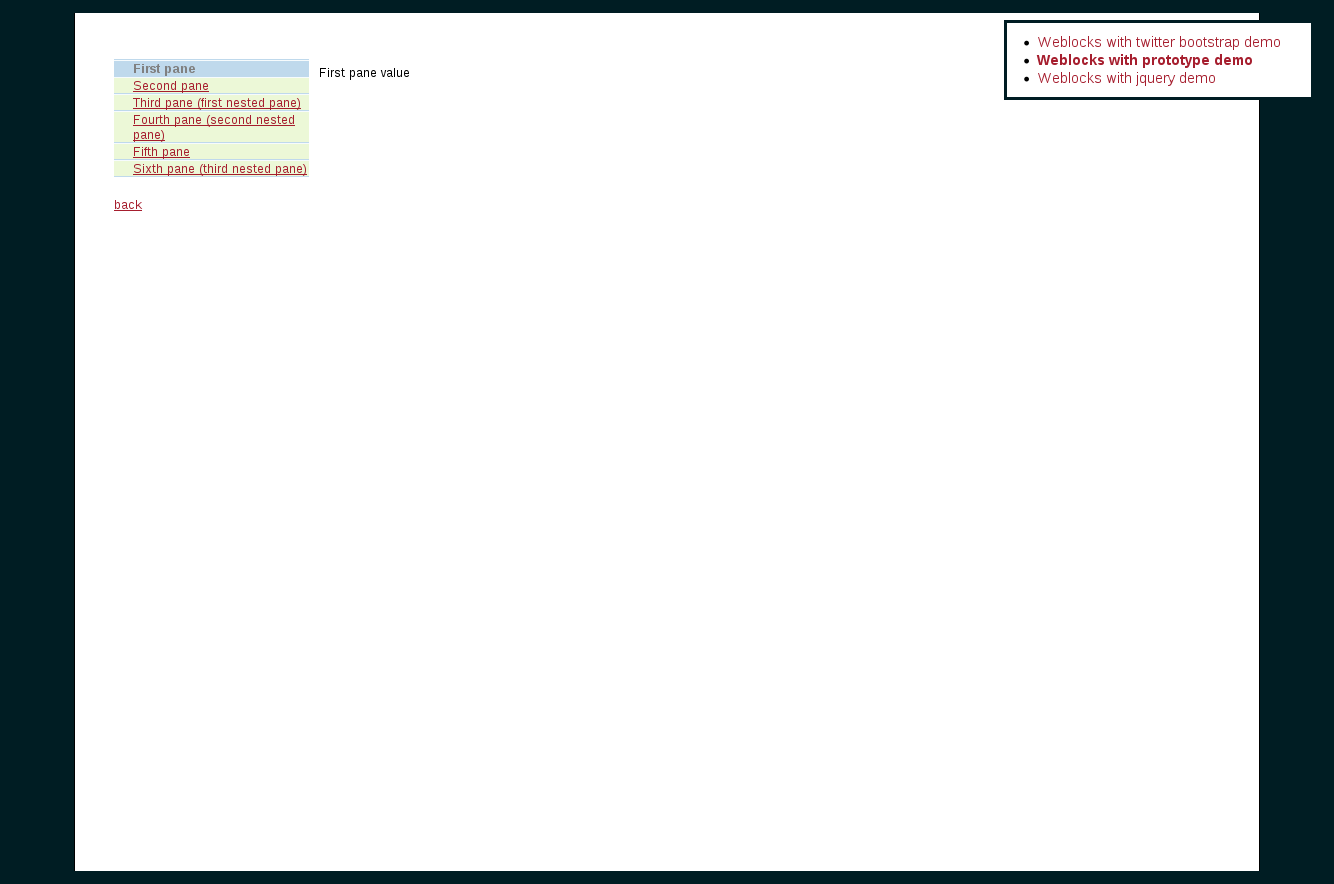 First pane
Second pane
Third pane (first nested pane)
Fourth pane (second nested
pane)
Fifth pane
Sixth pane (third nested pane)
back
First pane value
Weblocks with twitter bootstrap demo
Weblocks with prototype demo
Weblocks with jquery demo